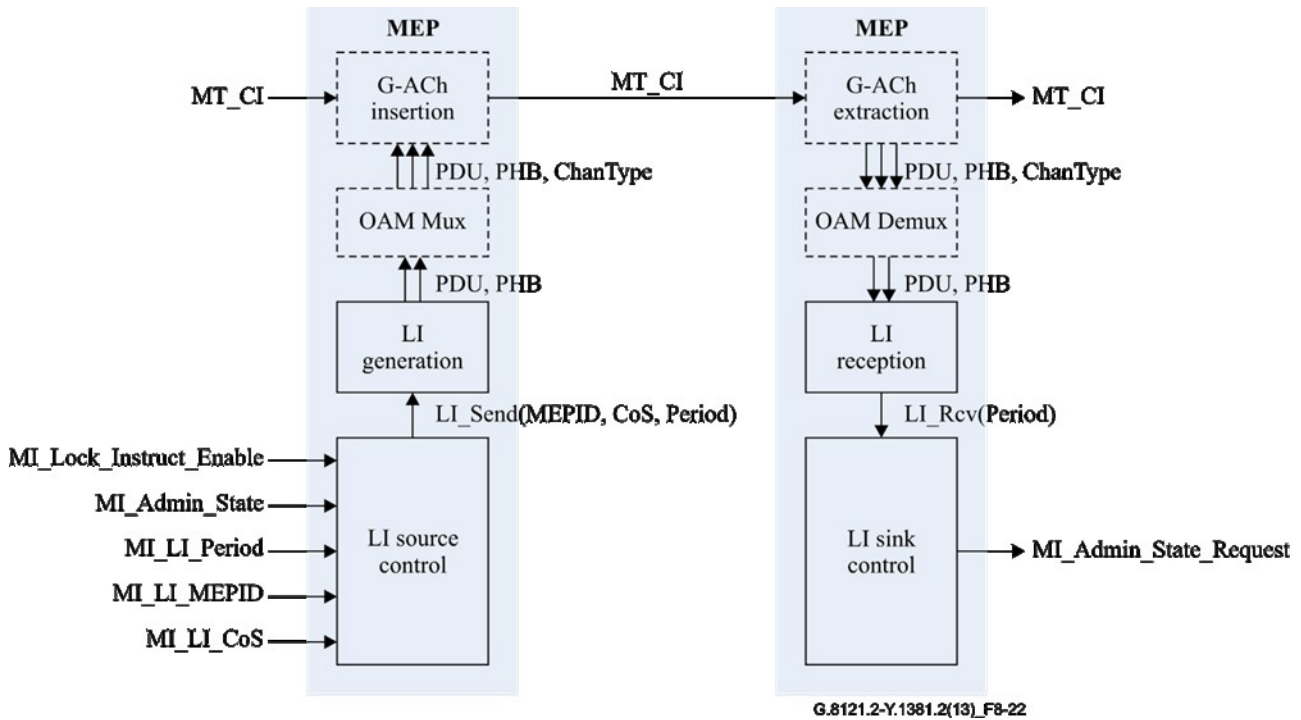 MEP
MEP
MT_CI
G-ACh
insertion
MT_CI
G-ACh
extraction
MT_CI
PDU, PHB, ChanType
PDU, PHB, ChanType
OAM Mux
OAM Demux
PDU, PHB
PDU, PHB
LI
generation
LI
reception
LI_Send(MEPID, CoS, Period)
LI_Rcv(Period)
MI_Lock_Instruct_Enable
MI_Admin_State
MI_LI_Period
MI_LI_MEPID
MI_LI_CoS
LI source
control
LI sink
control
MI_Admin_State_Request
G.8121.2-Y.1381.2(13)_F8-22